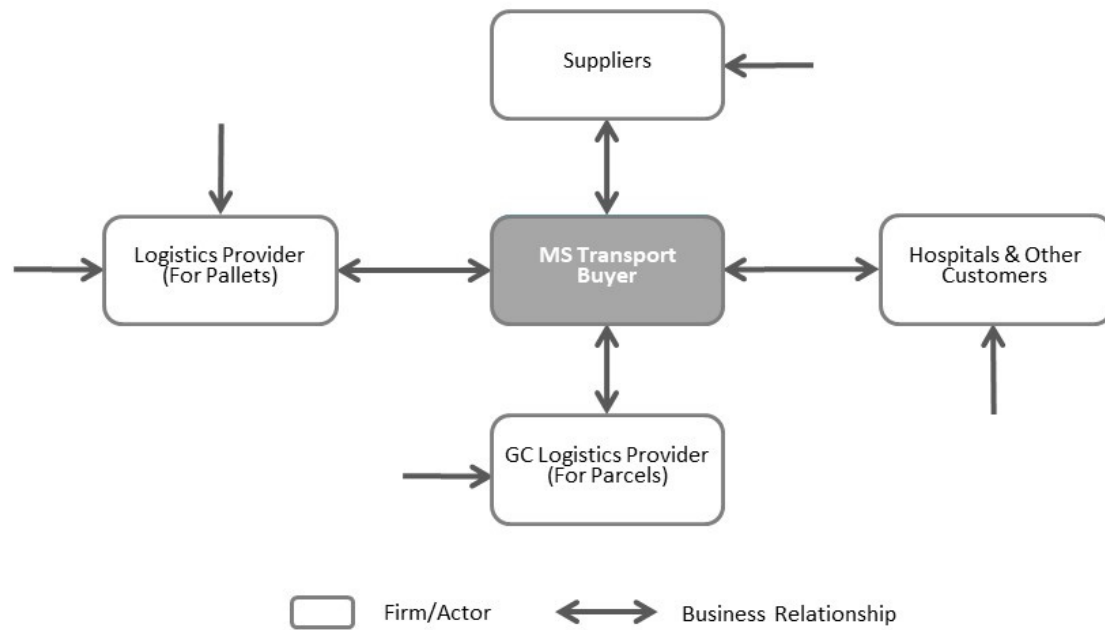 Suppliers
Logistics Provider
(For Pallets)
MS Transport
Buyer
Hospitals & Other
Customers
GC Logistics Provider
(For Parcels)
Firm/Actor
Business Relationship